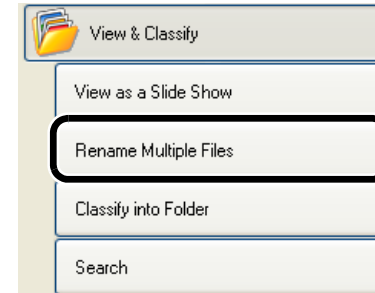 View & Classify
View as a Slide Show
Rename Multiple Files
Classify into Folder
Search